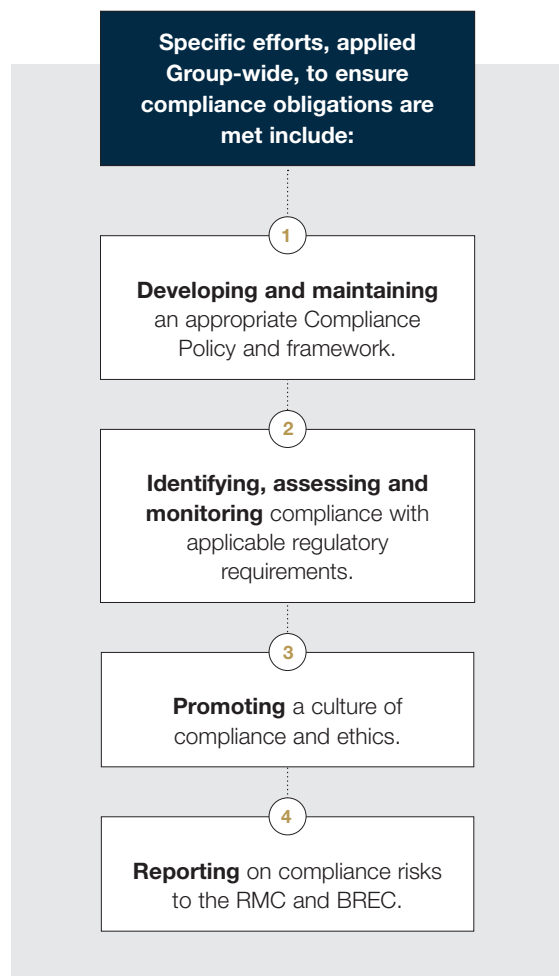 Specific efforts, applied
Group-wide, to ensure
compliance obligations are
met include:
1
Developing and maintaining
an appropriate Compliance
Policy and framework.
2
Identifying, assessing and
monitoring compliance with
applicable regulatory
requirements.
3
Promoting a culture of
compliance and ethics.
4
Reporting on compliance risks
to the RMC and BREC.